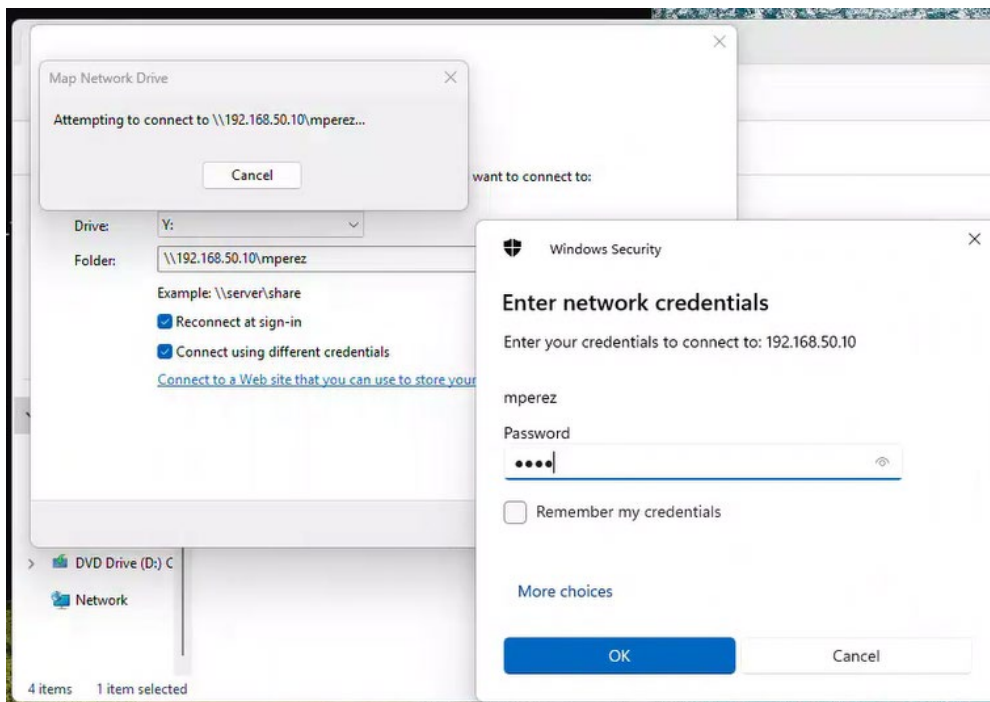 Map Network Drive
Attempting to connect to \\192.168.50.10\mperez...
Cancel
want to connect to:
Drive:
Y:
Folder:
\\192.168.50.10\mperez
Example: \\server\share
Reconnect at sign-in
Connect using different credentials
Connect to a Web site that you can use to store your
DVD Drive (D:) C
Network
4 items 1 item selected
Windows Security
Enter network credentials
Enter your credentials to connect to: 192.168.50.10
mperez
Password
••••
Remember my credentials
More choices
OK
Cancel